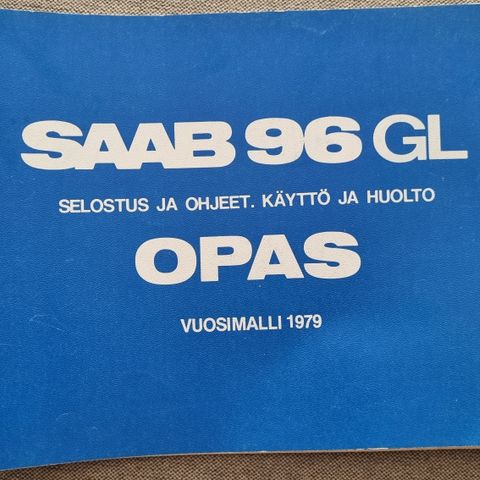 SAAB 96 GL
SELOSTUS JA OHJEET. KÄYTTÖ JA HUOLTO
OPAS
VUOSIMALLI 1979